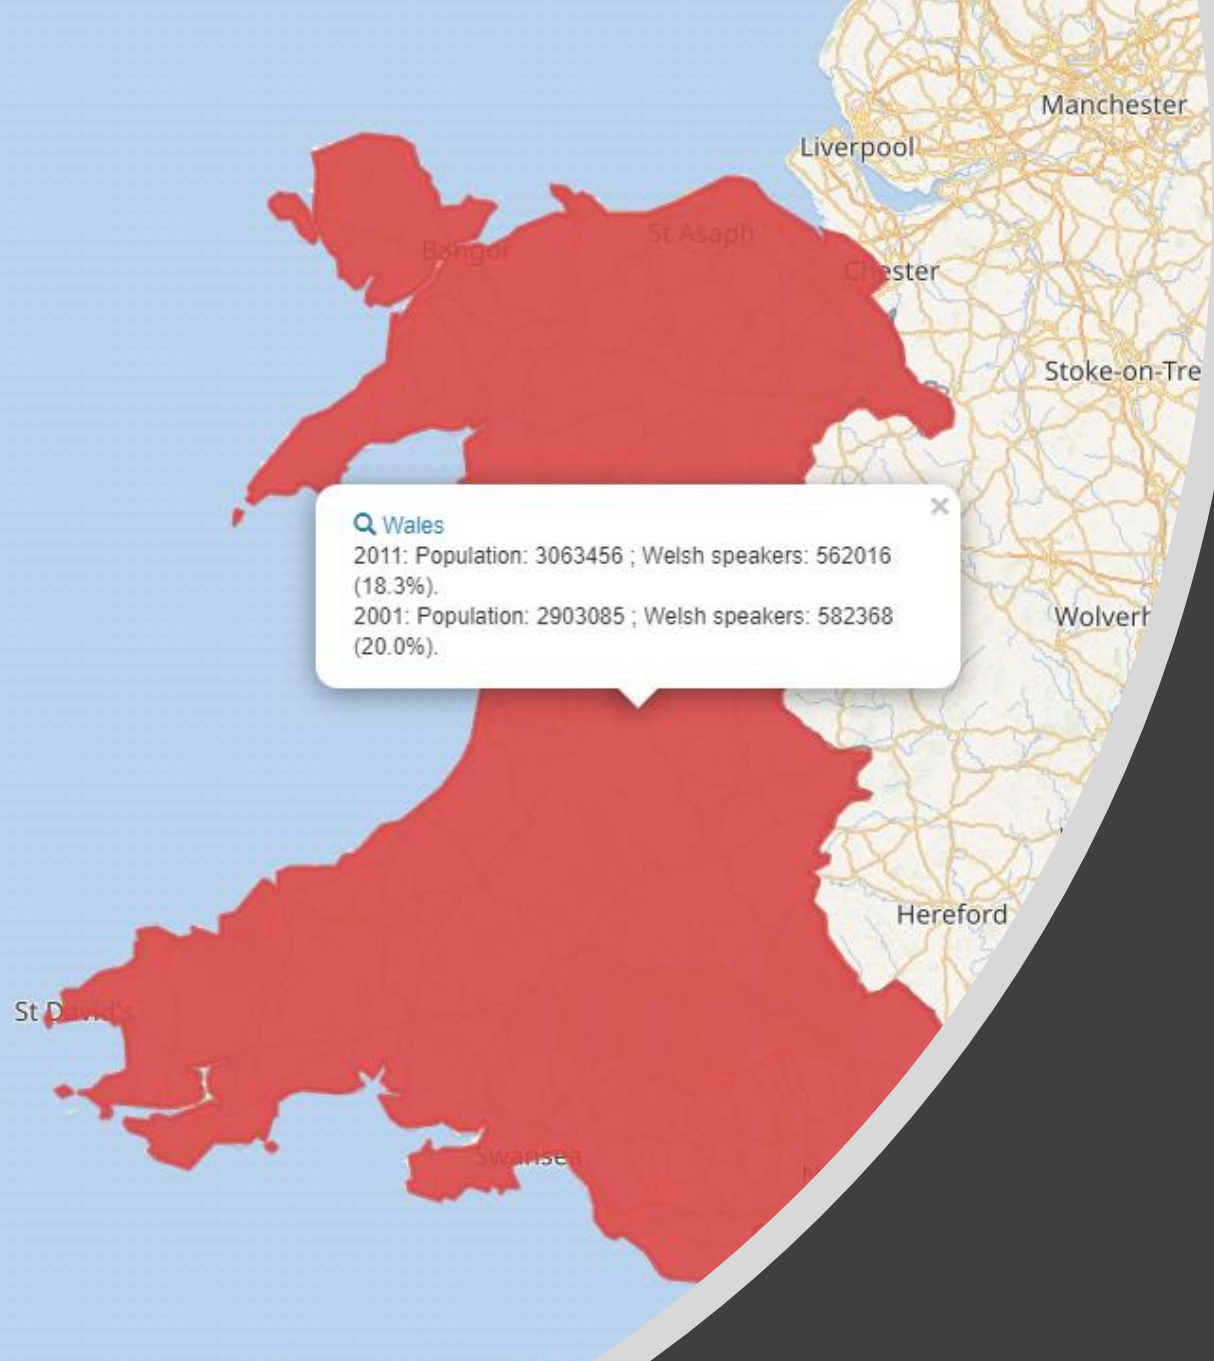 Manchester
Liverpool
Bangor
St Asaph
Chester
Stoke-on-Tre
Wales
×
2011: Population: 3063456 ; Welsh speakers: 562016
(18.3%).
2001: Population: 2903085 ; Welsh speakers: 582368
(20.0%).
Wolverh
Hereford
St David's
Swansea
N